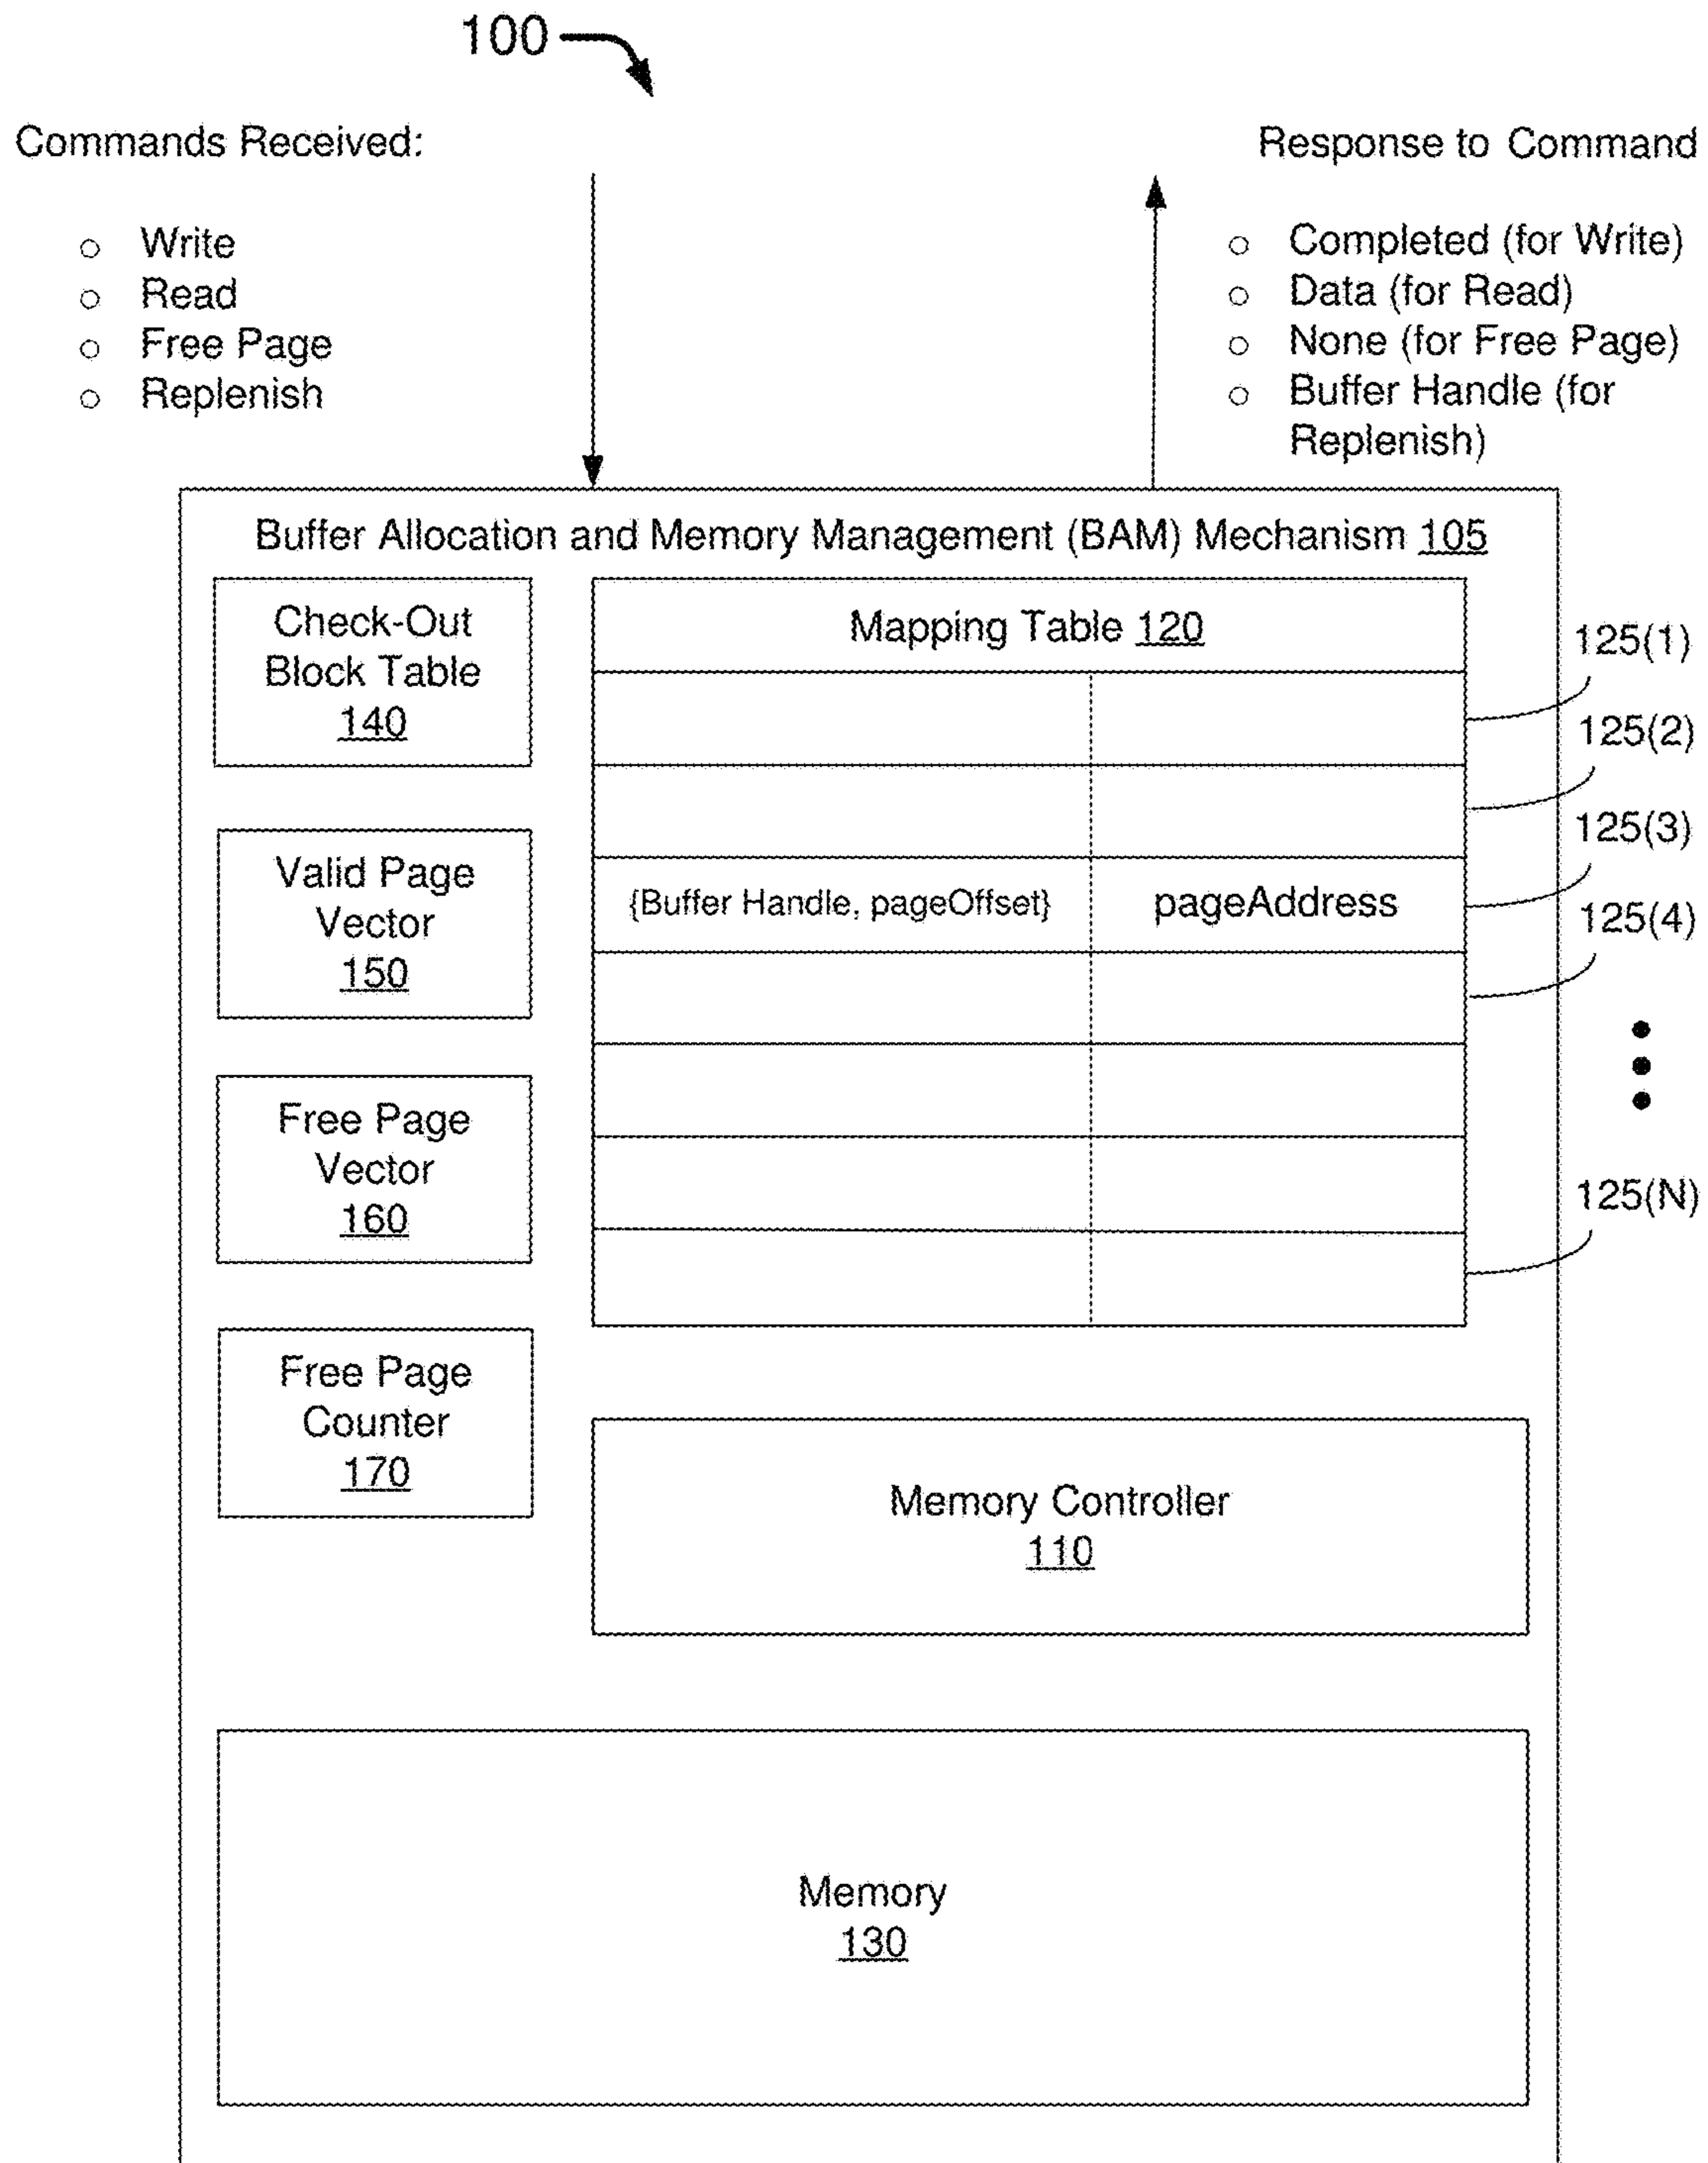 100
Commands Received:
Write
Read
Free Page
Replenish
Response to Command
Completed (for Write)
Data (for Read)
None (for Free Page)
Buffer Handle (for
Replenish)
Buffer Allocation and Memory Management (BAM) Mechanism 105
Check-Out
Block Table
140
Valid Page
Vector
150
Free Page
Vector
160
Free Page
Counter
170
Mapping Table 120
{Buffer Handle, pageOffset} pageAddress
125(1)
125(2)
125(3)
125(4)
125(N)
Memory Controller
110
Memory
130